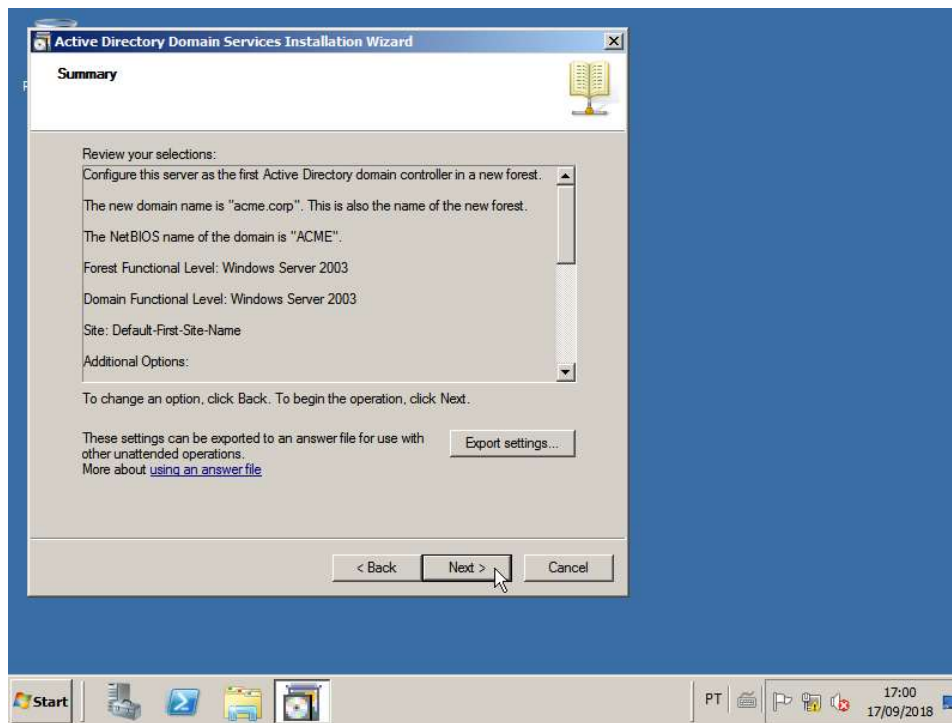 Active Directory Domain Services Installation Wizard
Summary
Review your selections:
Configure this server as the first Active Directory domain controller in a new forest.
The new domain name is "acme.corp". This is also the name of the new forest.
The NetBIOS name of the domain is "ACME".
Forest Functional Level: Windows Server 2003
Domain Functional Level: Windows Server 2003
Site: Default-First-Site-Name
Additional Options:
To change an option, click Back. To begin the operation, click Next.
These settings can be exported to an answer file for use with
other unattended operations.
More about using an answer file
Export settings...
< Back
Next >
Cancel
Start
PT
17:00
17/09/2018